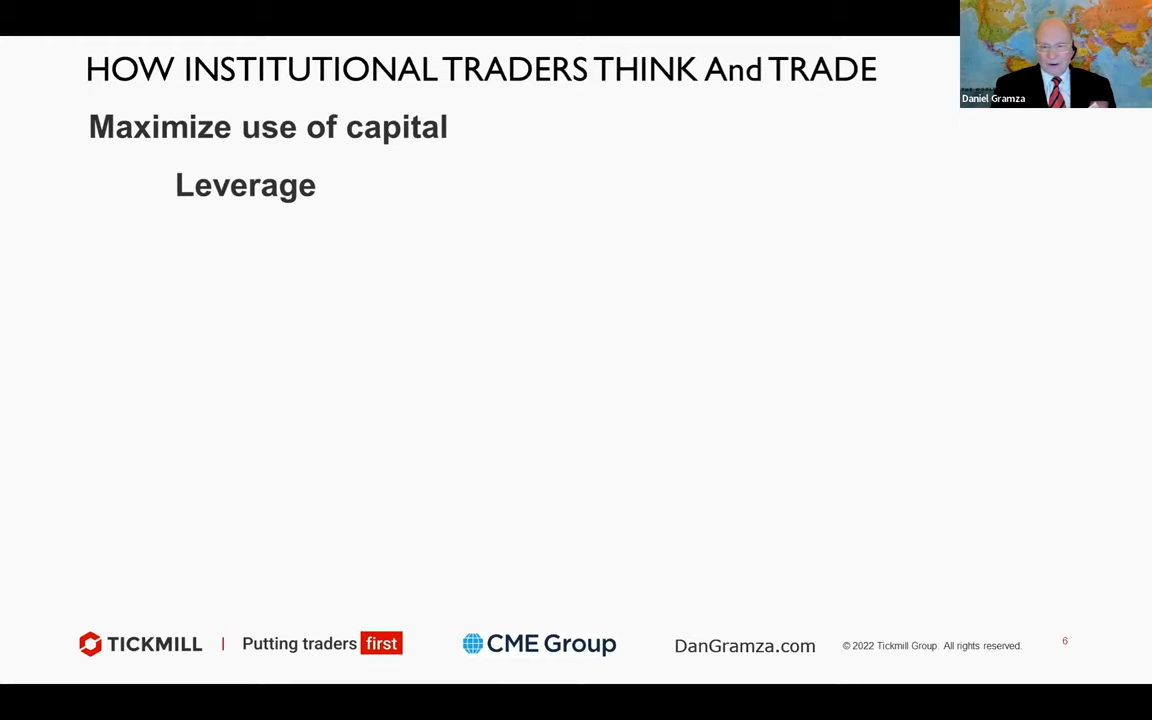 HOW INSTITUTIONAL TRADERS THINK And TRADE
Daniel Gramza
Maximize use of capital
Leverage
TICKMILL | Putting traders first
CME Group
DanGramza.com
© 2022 Tickmill Group. All rights reserved.
6